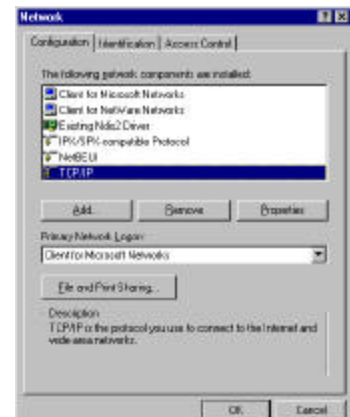 Network
Configuration Identification Access Control
The following network components are installed:
Client for Microsoft Networks
Client for NetWare Networks
Existing Ndis2 Driver
IPX/SPX-compatible Protocol
NetBEUI
TCP/IP
Add... Remove Properties
Primary Network Logon:
Client for Microsoft Networks
File and Print Sharing...
Description
TCP/IP is the protocol you use to connect to the Internet and
wide-area networks.
OK Cancel